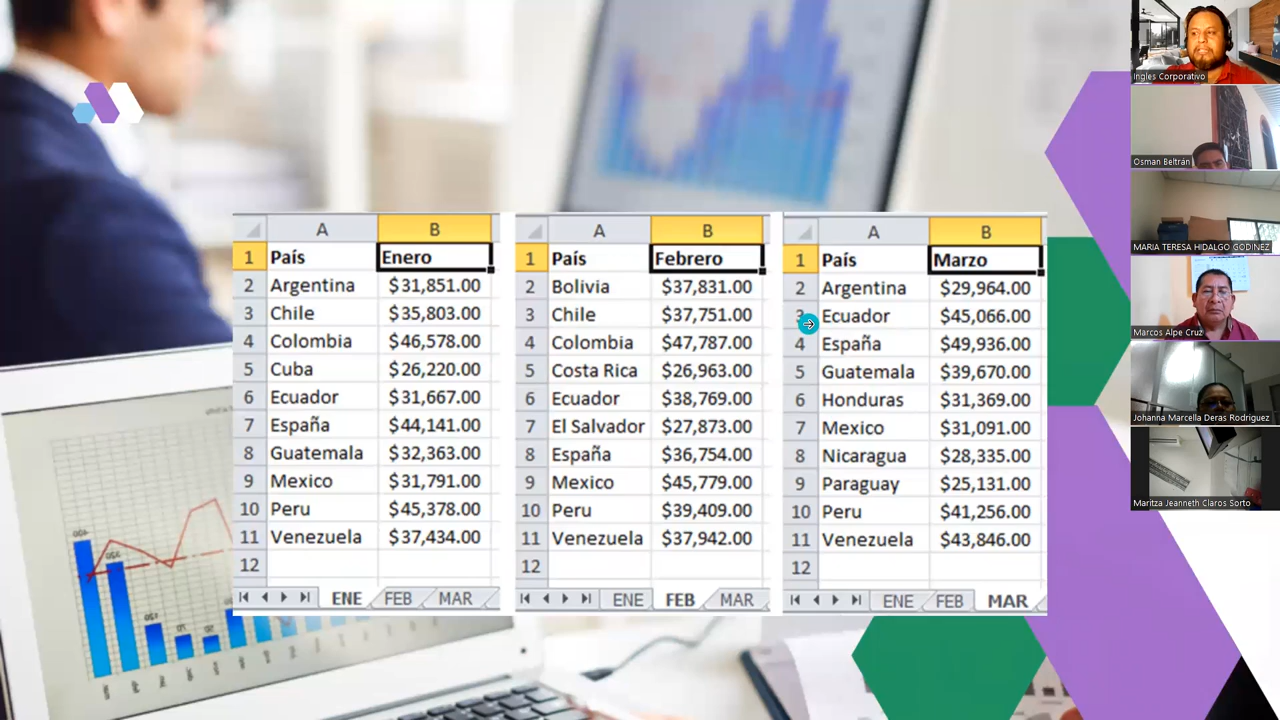 A B
1 País Enero
2 Argentina $31,851.00
3 Chile $35,803.00
4 Colombia $46,578.00
5 Cuba $26,220.00
6 Ecuador $31,667.00
7 España $44,141.00
8 Guatemala $32,363.00
9 Mexico $31,791.00
10 Peru $45,378.00
11 Venezuela $37,434.00
12
ENE FEB MAR
A B
1 País Febrero
2 Bolivia $37,831.00
3 Chile $37,751.00
4 Colombia $47,787.00
5 Costa Rica $26,963.00
6 Ecuador $38,769.00
7 El Salvador $27,873.00
8 España $36,754.00
9 Mexico $45,779.00
10 Peru $39,409.00
11 Venezuela $37,942.00
12
ENE FEB MAR
A B
1 País Marzo
2 Argentina $29,964.00
3 Ecuador $45,066.00
4 España $49,936.00
5 Guatemala $39,670.00
6 Honduras $31,369.00
7 Mexico $31,091.00
8 Nicaragua $28,335.00
9 Paraguay $25,131.00
10 Peru $41,256.00
11 Venezuela $43,846.00
12
ENE FEB MAR
Ingles Corporativo
Osman Beltrán
MARIA TERESA HIDALGO GODINEZ
Marcos Alpe Cruz
Johanna Marcella Deras Rodríguez
Maritza Jeanneth Claros Sorto